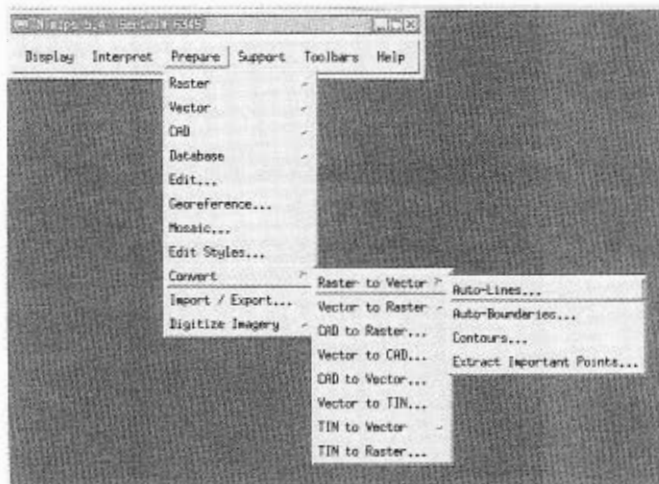 Display Interpret Prepare Support Toolbars Help
Raster
Vector
CAD
Database
Edit...
Georeference...
Mosaic...
Edit Styles...
Convert
Import / Export...
Digitize Imagery
Raster to Vector
Vector to Raster
CAD to Raster...
Vector to CAD...
CAD to Vector...
Vector to TIN...
TIN to Vector
TIN to Raster...
Auto-Lines...
Auto-Boundaries...
Contours...
Extract Important Points...